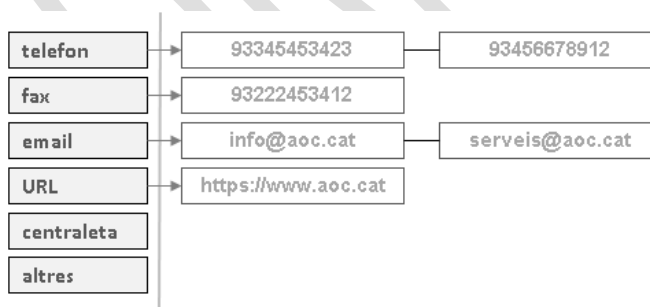 telefon 93345453423 93456678912
fax 93222453412
email info@aoc.cat serveis@aoc.cat
URL https://www.aoc.cat
centraleta
altres